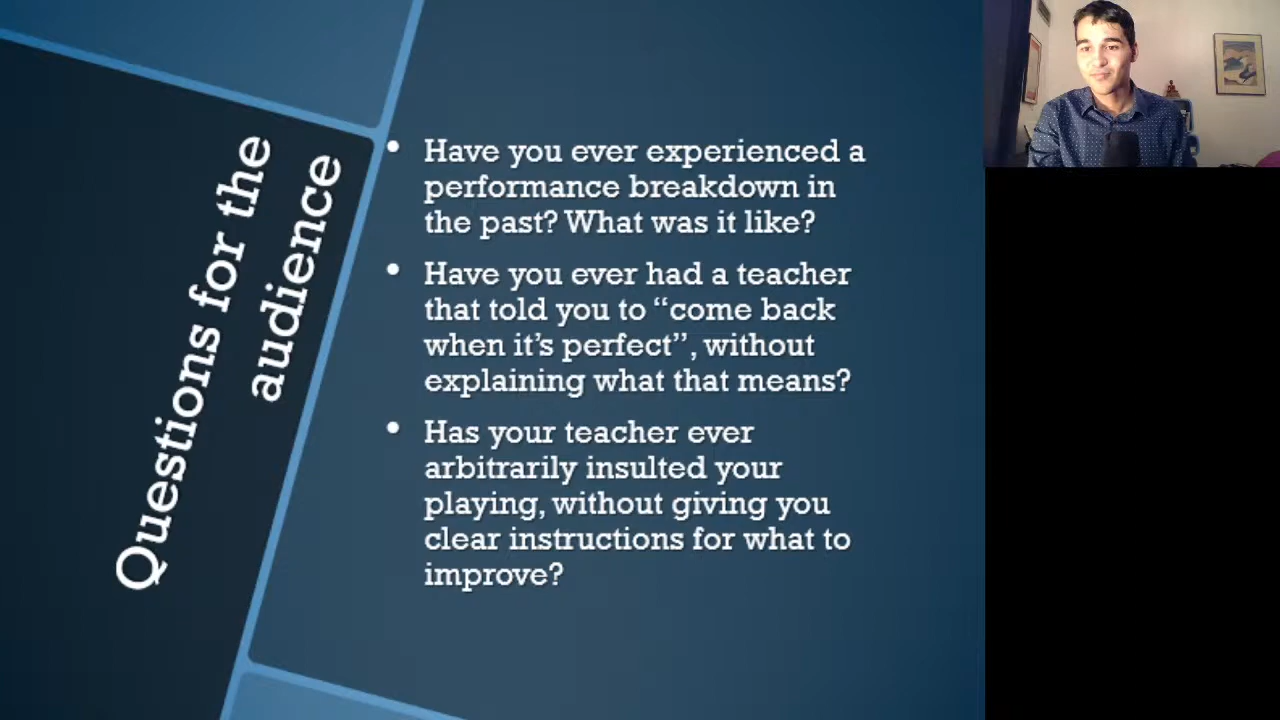 Questions for the
audience
Have you ever experienced a
performance breakdown in
the past? What was it like?
Have you ever had a teacher
that told you to “come back
when it’s perfect”, without
explaining what that means?
Has your teacher ever
arbitrarily insulted your
playing, without giving you
clear instructions for what to
improve?